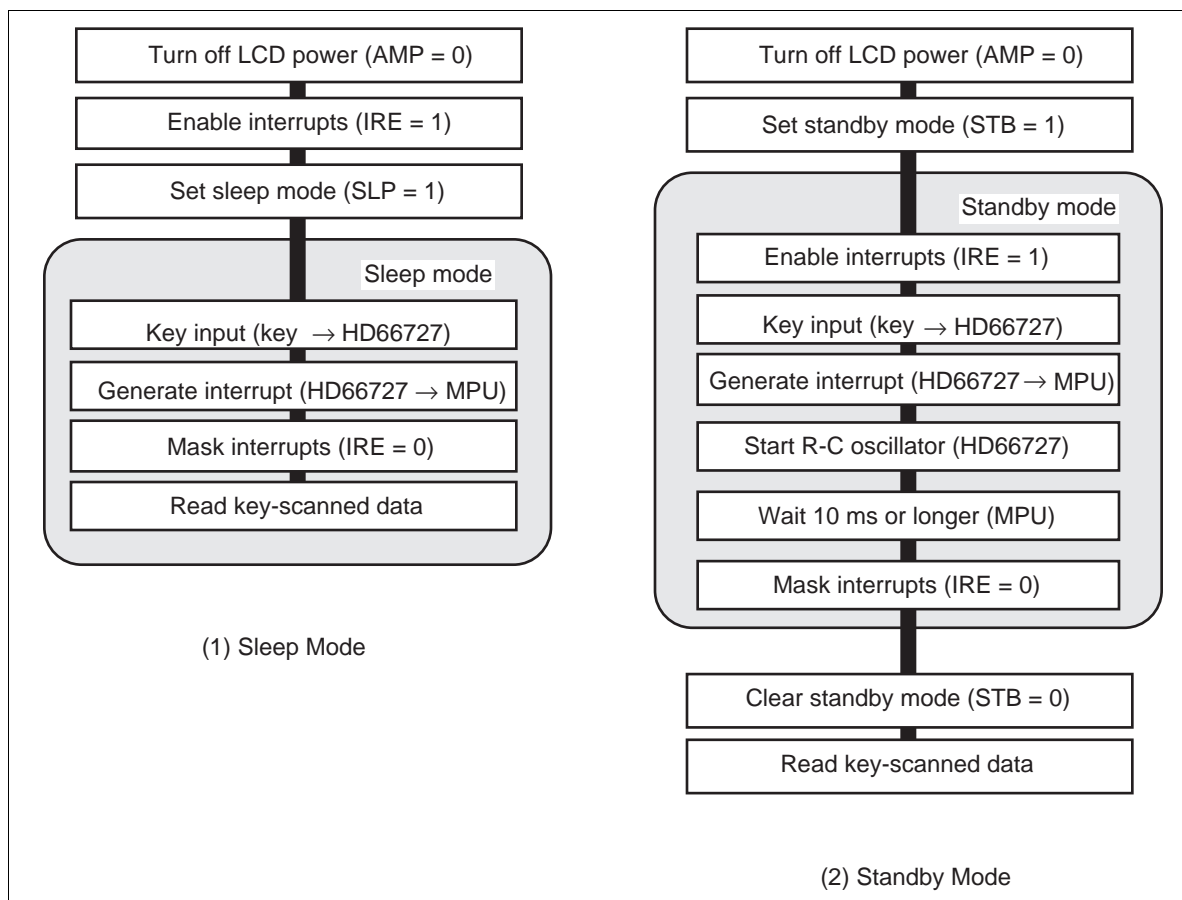 Turn off LCD power (AMP = 0)
Enable interrupts (IRE = 1)
Set sleep mode (SLP = 1)
Sleep mode
Key input (key → HD66727)
Generate interrupt (HD66727 → MPU)
Mask interrupts (IRE = 0)
Read key-scanned data
(1) Sleep Mode
Turn off LCD power (AMP = 0)
Set standby mode (STB = 1)
Standby mode
Enable interrupts (IRE = 1)
Key input (key → HD66727)
Generate interrupt (HD66727 → MPU)
Start R-C oscillator (HD66727)
Wait 10 ms or longer (MPU)
Mask interrupts (IRE = 0)
Clear standby mode (STB = 0)
Read key-scanned data
(2) Standby Mode